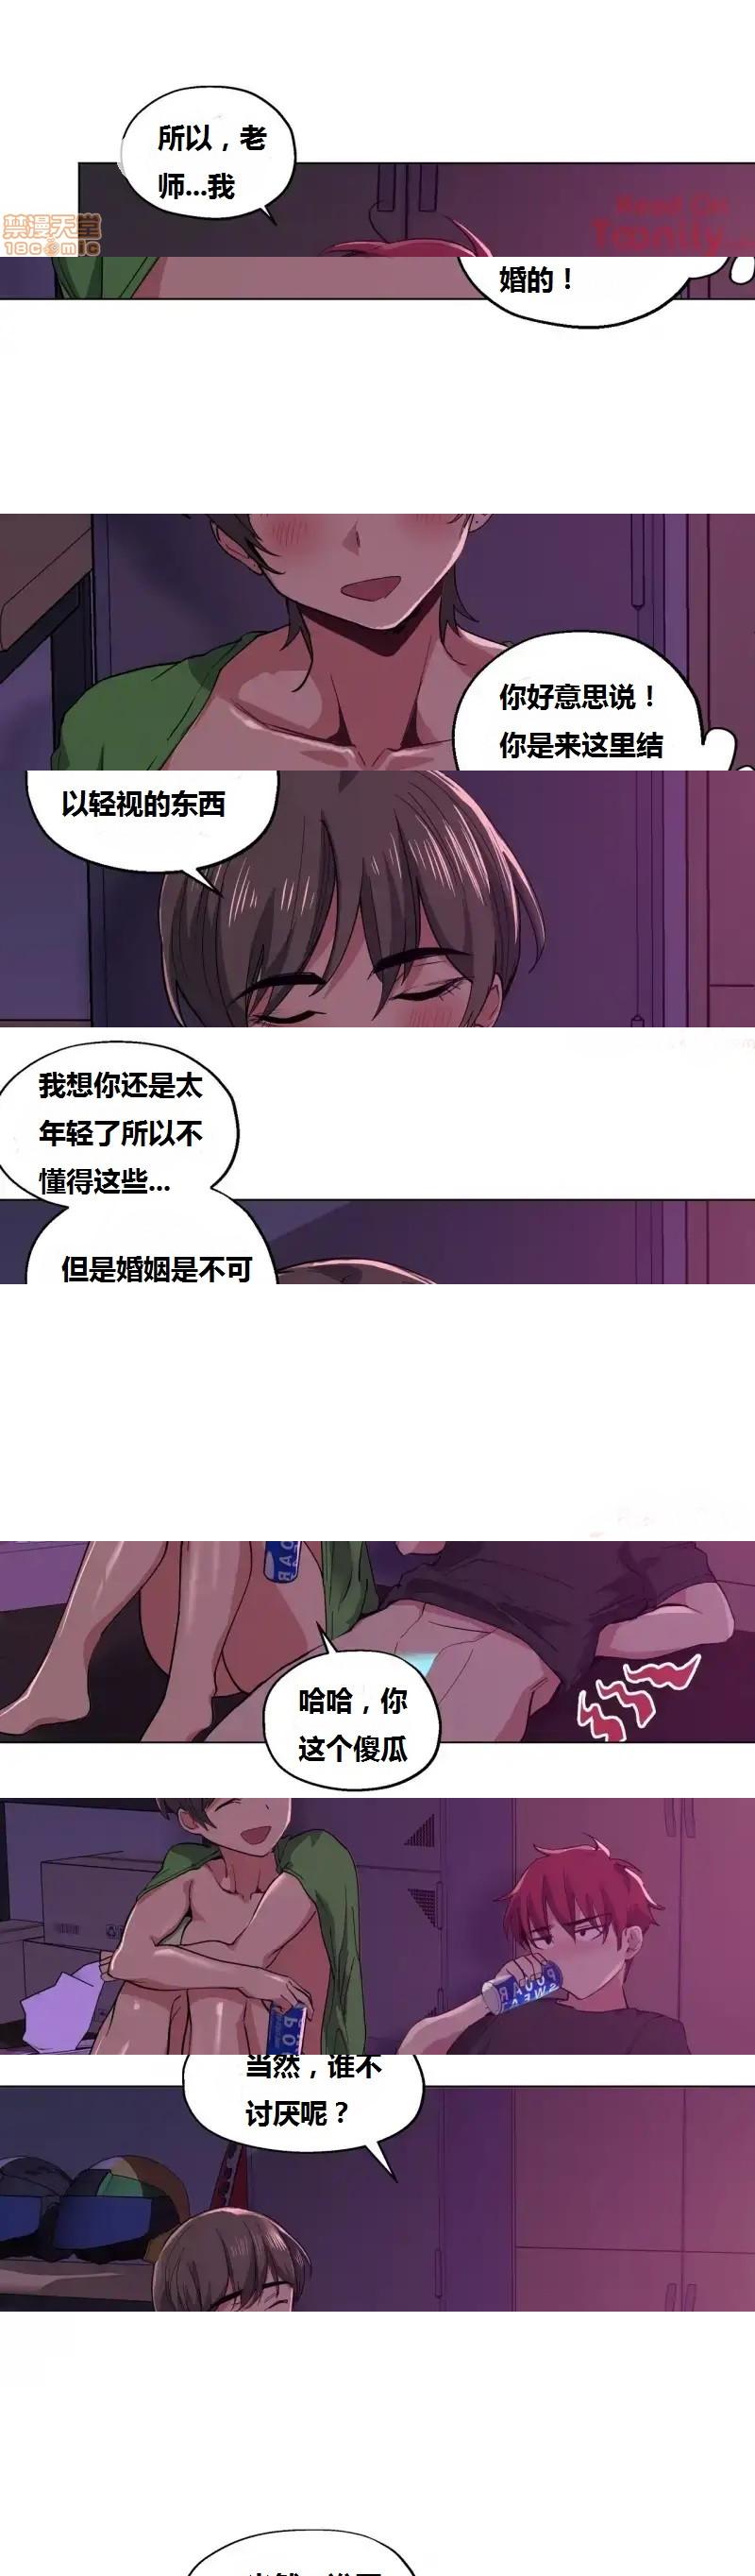 所以，老
师...我
禁漫天堂
18comic
Read On
Toonily
婚的！
你好意思说！
你是来这里结
以轻视的东西
我想你还是太
年轻了所以不
懂得这些...
但是婚姻是不可
哈哈，你
这个傻瓜
当然，谁不
讨厌呢？